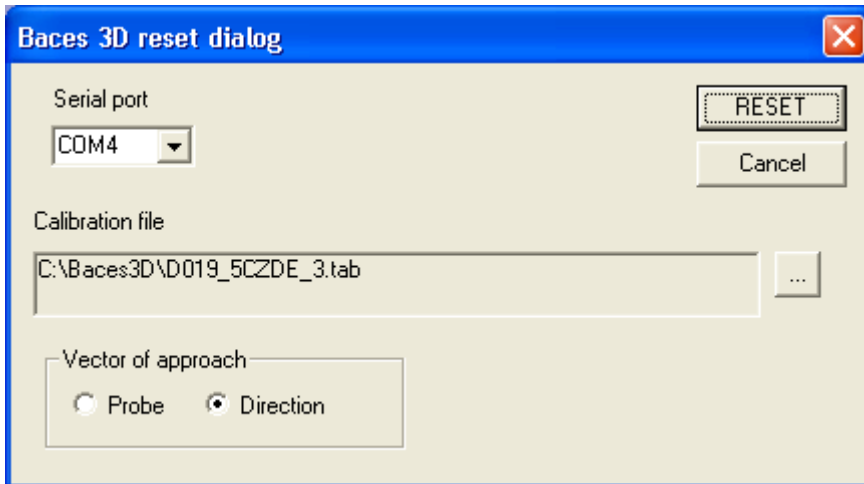 Baces 3D reset dialog
Serial port
COM4
RESET
Cancel
Calibration file
C:\Baces3D\D019_5CZDE_3.tab
...
Vector of approach
Probe
Direction